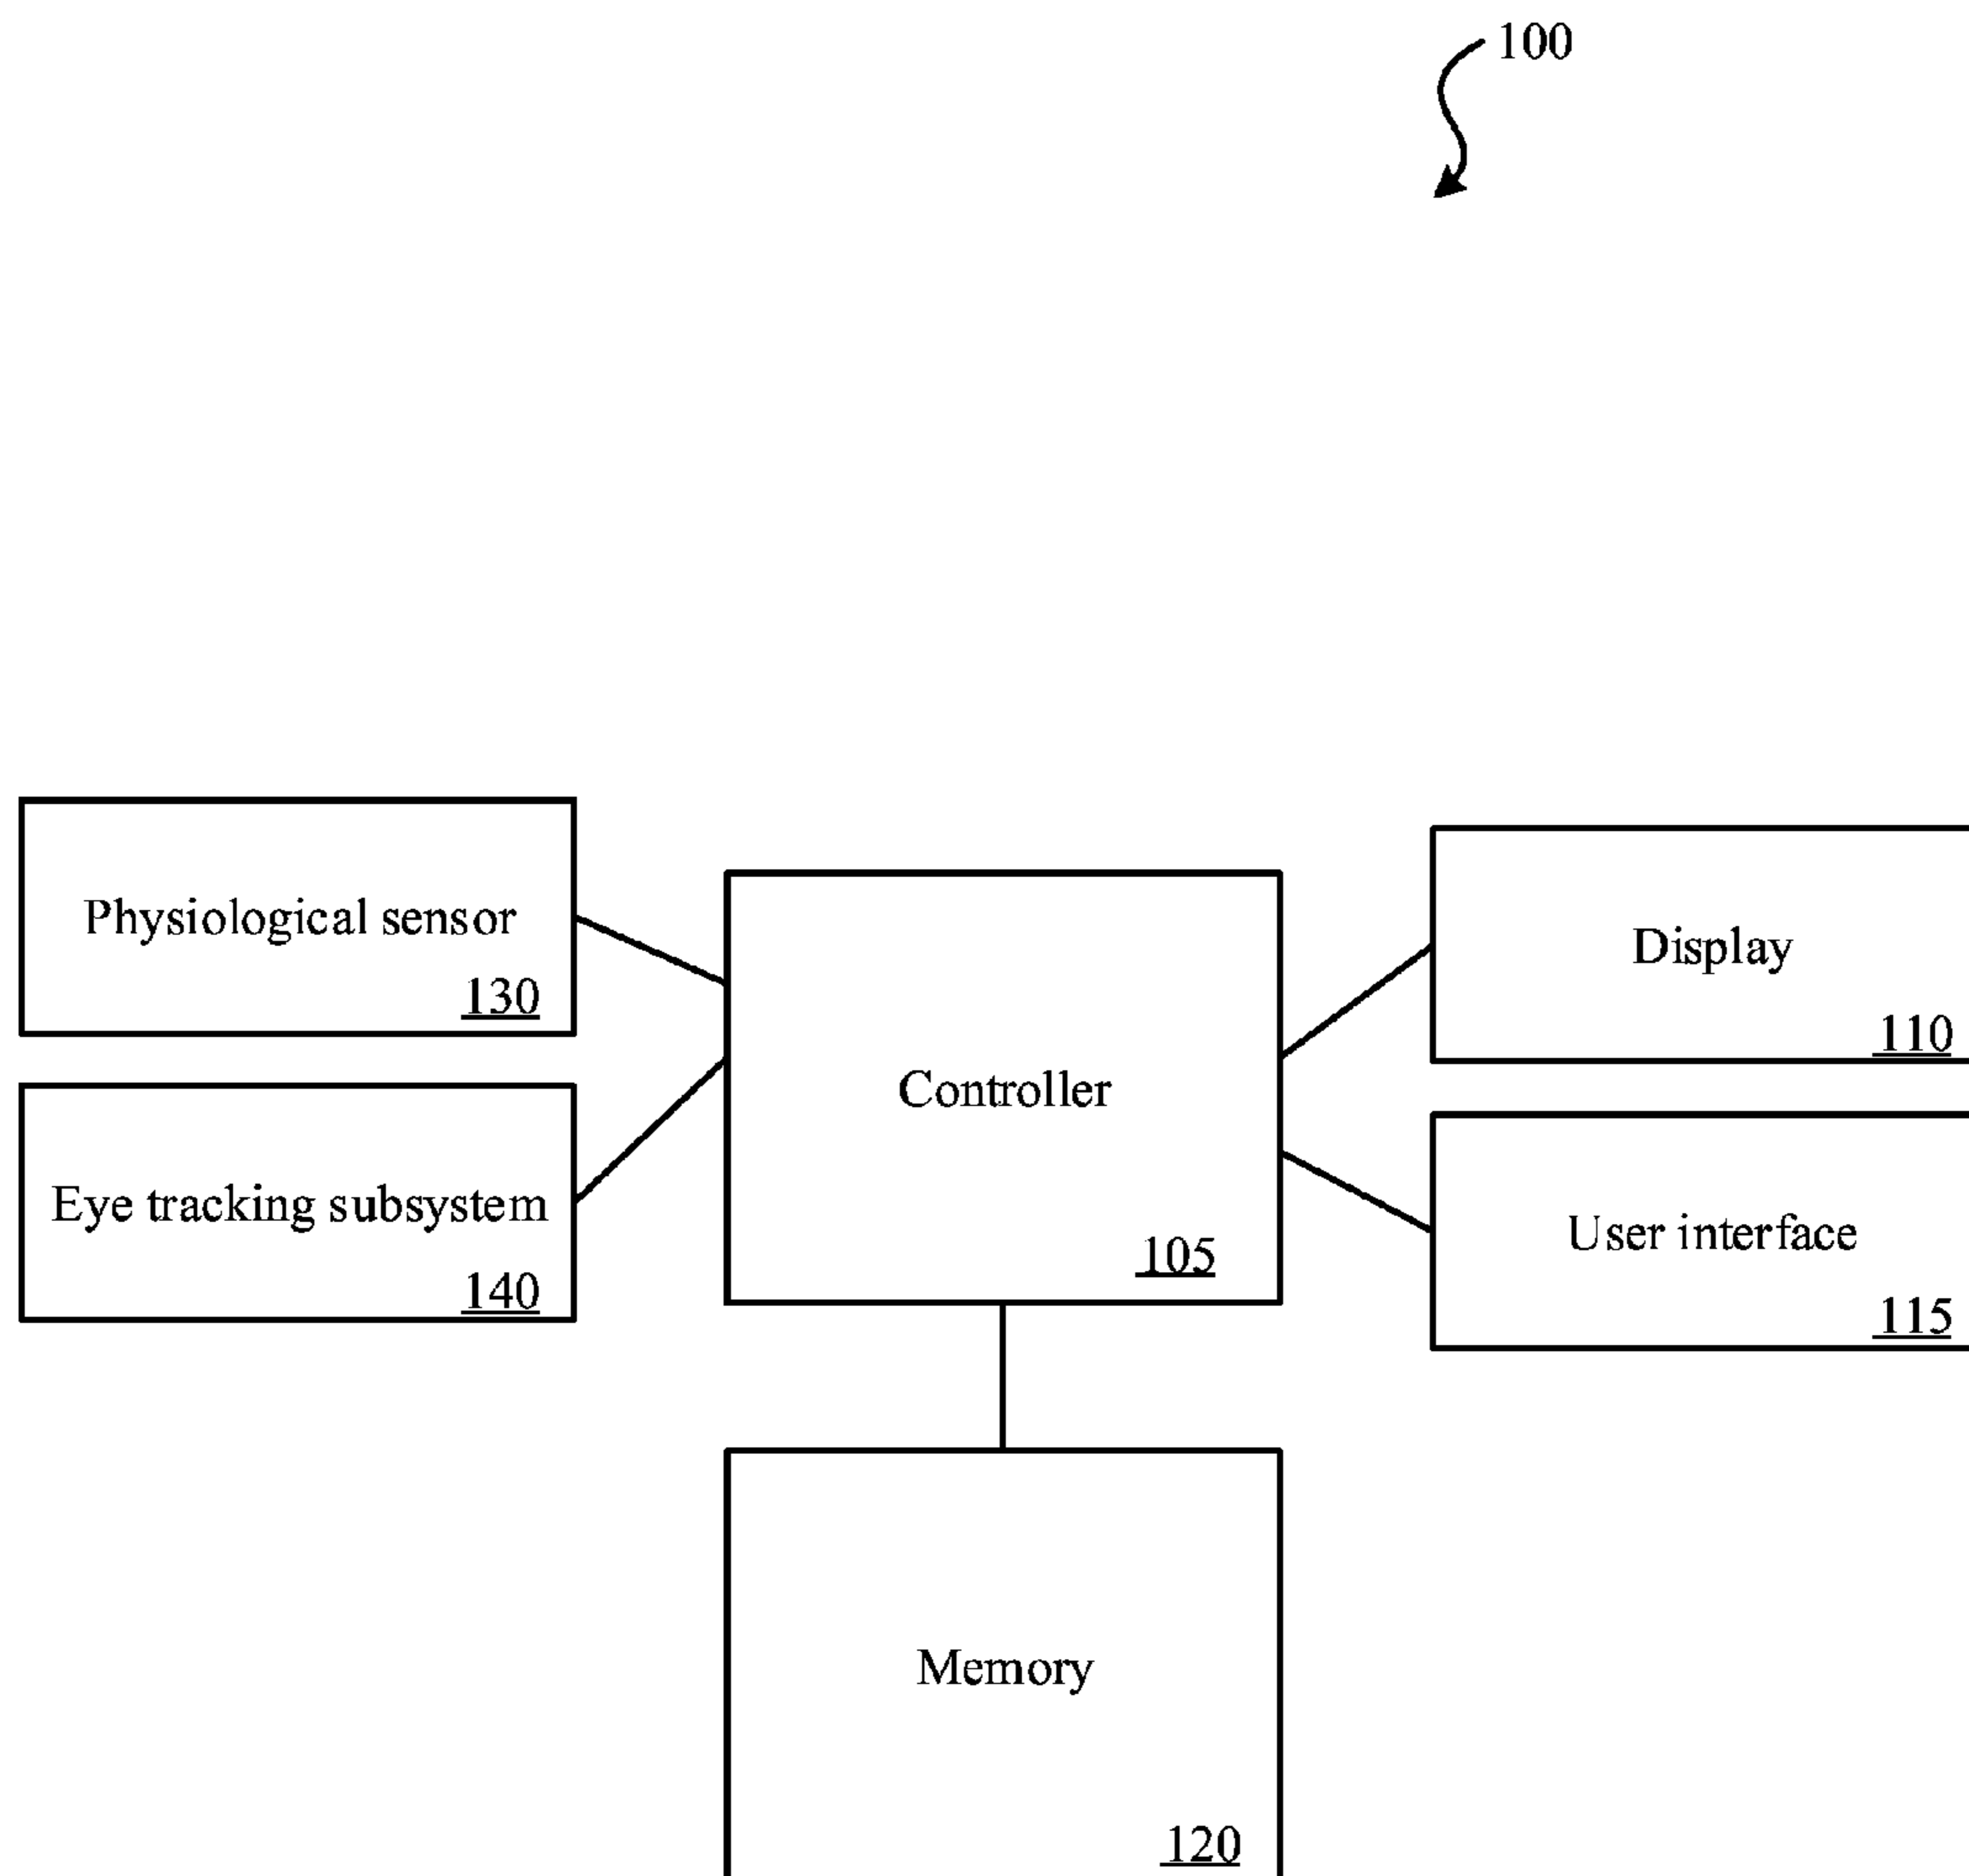 100
Physiological sensor
130
Display
110
Controller
105
Eye tracking subsystem
140
User interface
115
Memory
120